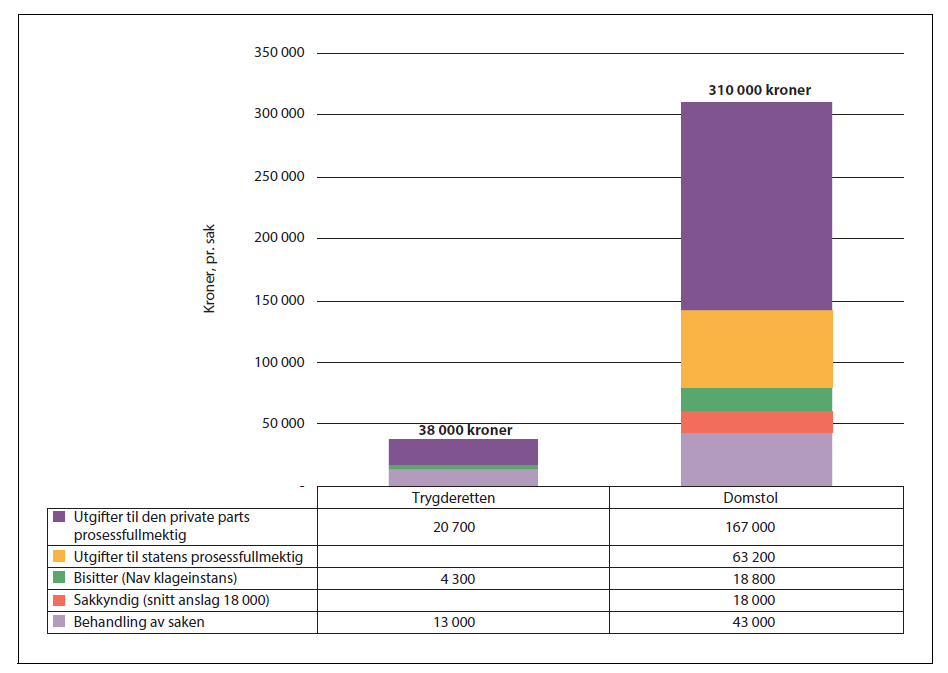 350 000
310 000 kroner
300 000
250 000
200 000
Kroner, pr. sak
150 000
100 000
50 000
38 000 kroner
-
Trygderetten Domstol
Utgifter til den private parts
prosessfullmektig 20 700 167 000
Utgifter til statens prosessfullmektig 63 200
Bisitter (Nav klageinstans) 4 300 18 800
Sakkyndig (snitt anslag 18 000) 18 000
Behandling av saken 13 000 43 000